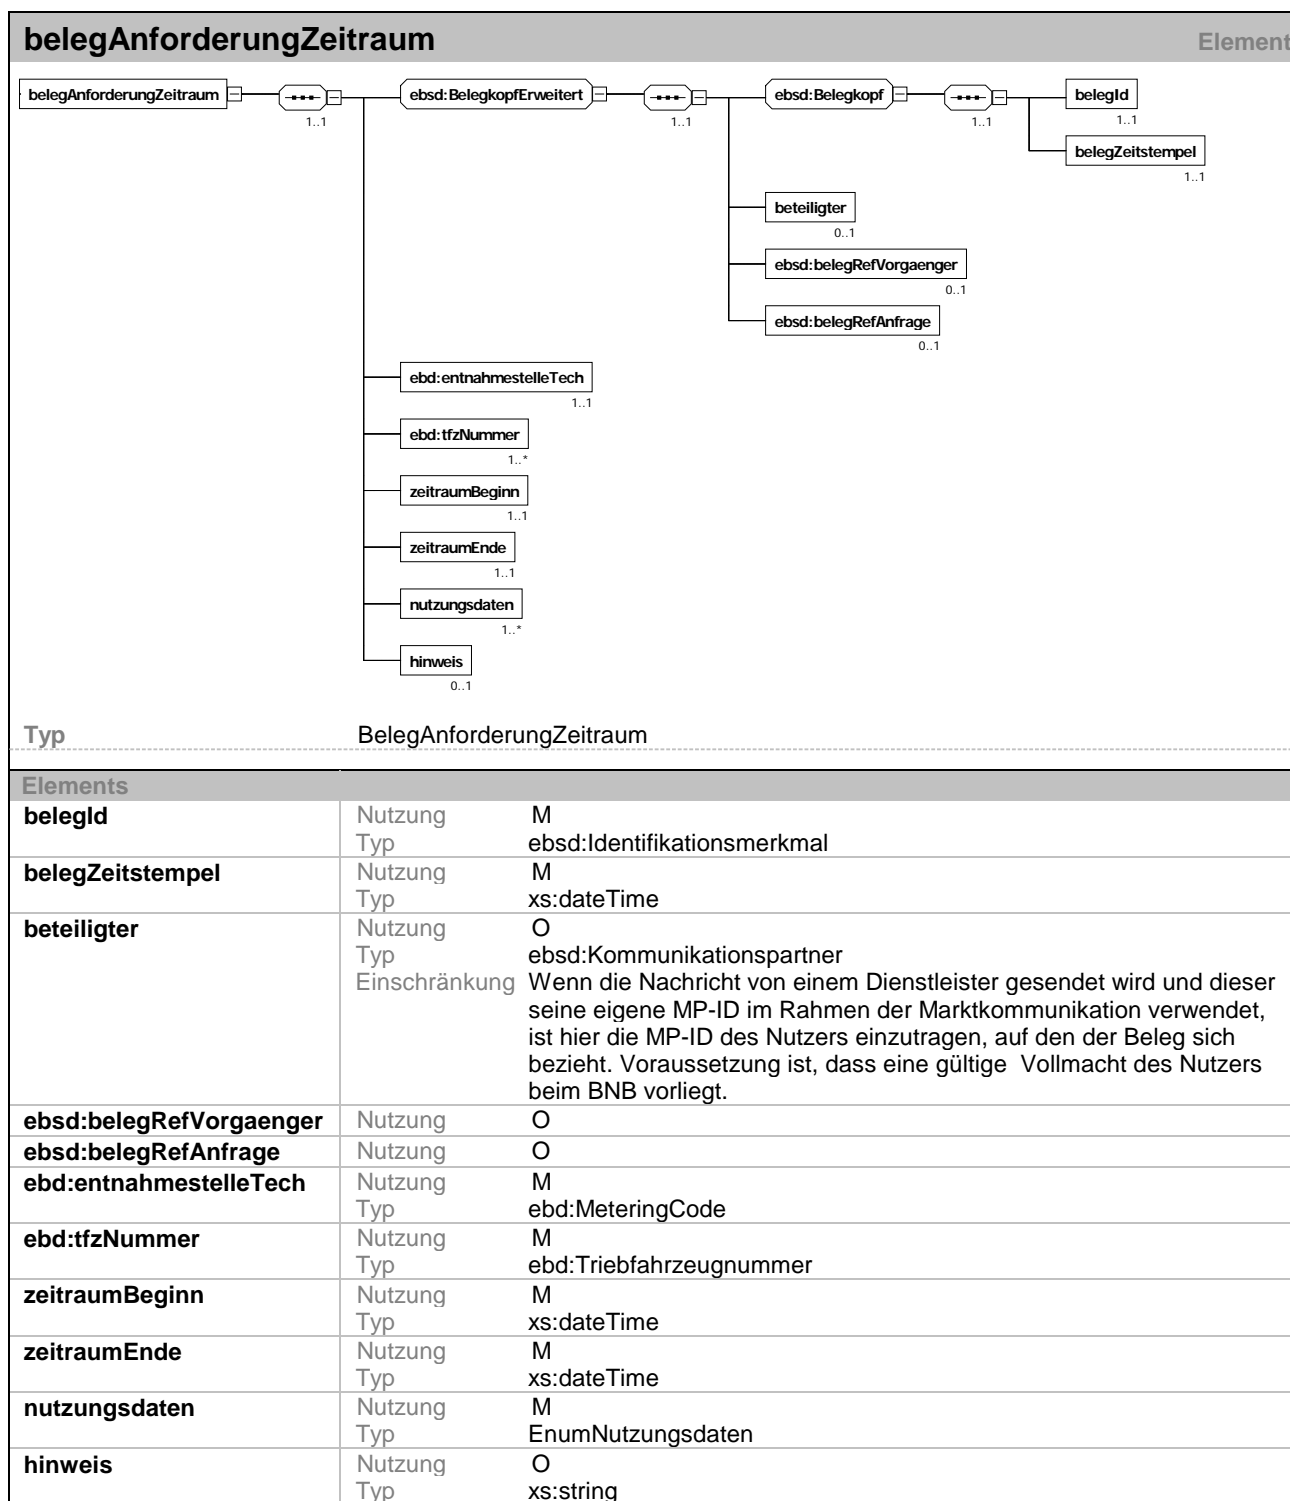 belegAnforderungZeitraum Element
belegAnforderungZeitraum 1..1 ebsd:BelegkopfErweitert 1..1 ebsd:Belegkopf 1..1 belegId
1..1
belegZeitstempel
1..1
beteiligter
0..1
ebsd:belegRefVorgaenger
0..1
ebsd:belegRefAnfrage
0..1
ebd:entnahmestelleTech
1..1
ebd:tfzNummer
1..*
zeitraumBeginn
1..1
zeitraumEnde
1..1
nutzungsdaten
1..*
hinweis
0..1
Typ BelegAnforderungZeitraum
Elements
belegId Nutzung M
Typ ebsd:Identifikationsmerkmal
belegZeitstempel Nutzung M
Typ xs:dateTime
beteiligter Nutzung O
Typ ebsd:Kommunikationspartner
Einschränkung Wenn die Nachricht von einem Dienstleister gesendet wird und dieser
seine eigene MP-ID im Rahmen der Marktkommunikation verwendet,
ist hier die MP-ID des Nutzers einzutragen, auf den der Beleg sich
bezieht. Voraussetzung ist, dass eine gültige Vollmacht des Nutzers
beim BNB vorliegt.
ebsd:belegRefVorgaenger Nutzung O
ebsd:belegRefAnfrage Nutzung O
ebd:entnahmestelleTech Nutzung M
Typ ebd:MeteringCode
ebd:tfzNummer Nutzung M
Typ ebd:Triebfahrzeugnummer
zeitraumBeginn Nutzung M
Typ xs:dateTime
zeitraumEnde Nutzung M
Typ xs:dateTime
nutzungsdaten Nutzung M
Typ EnumNutzungsdaten
hinweis Nutzung O
Typ xs:string